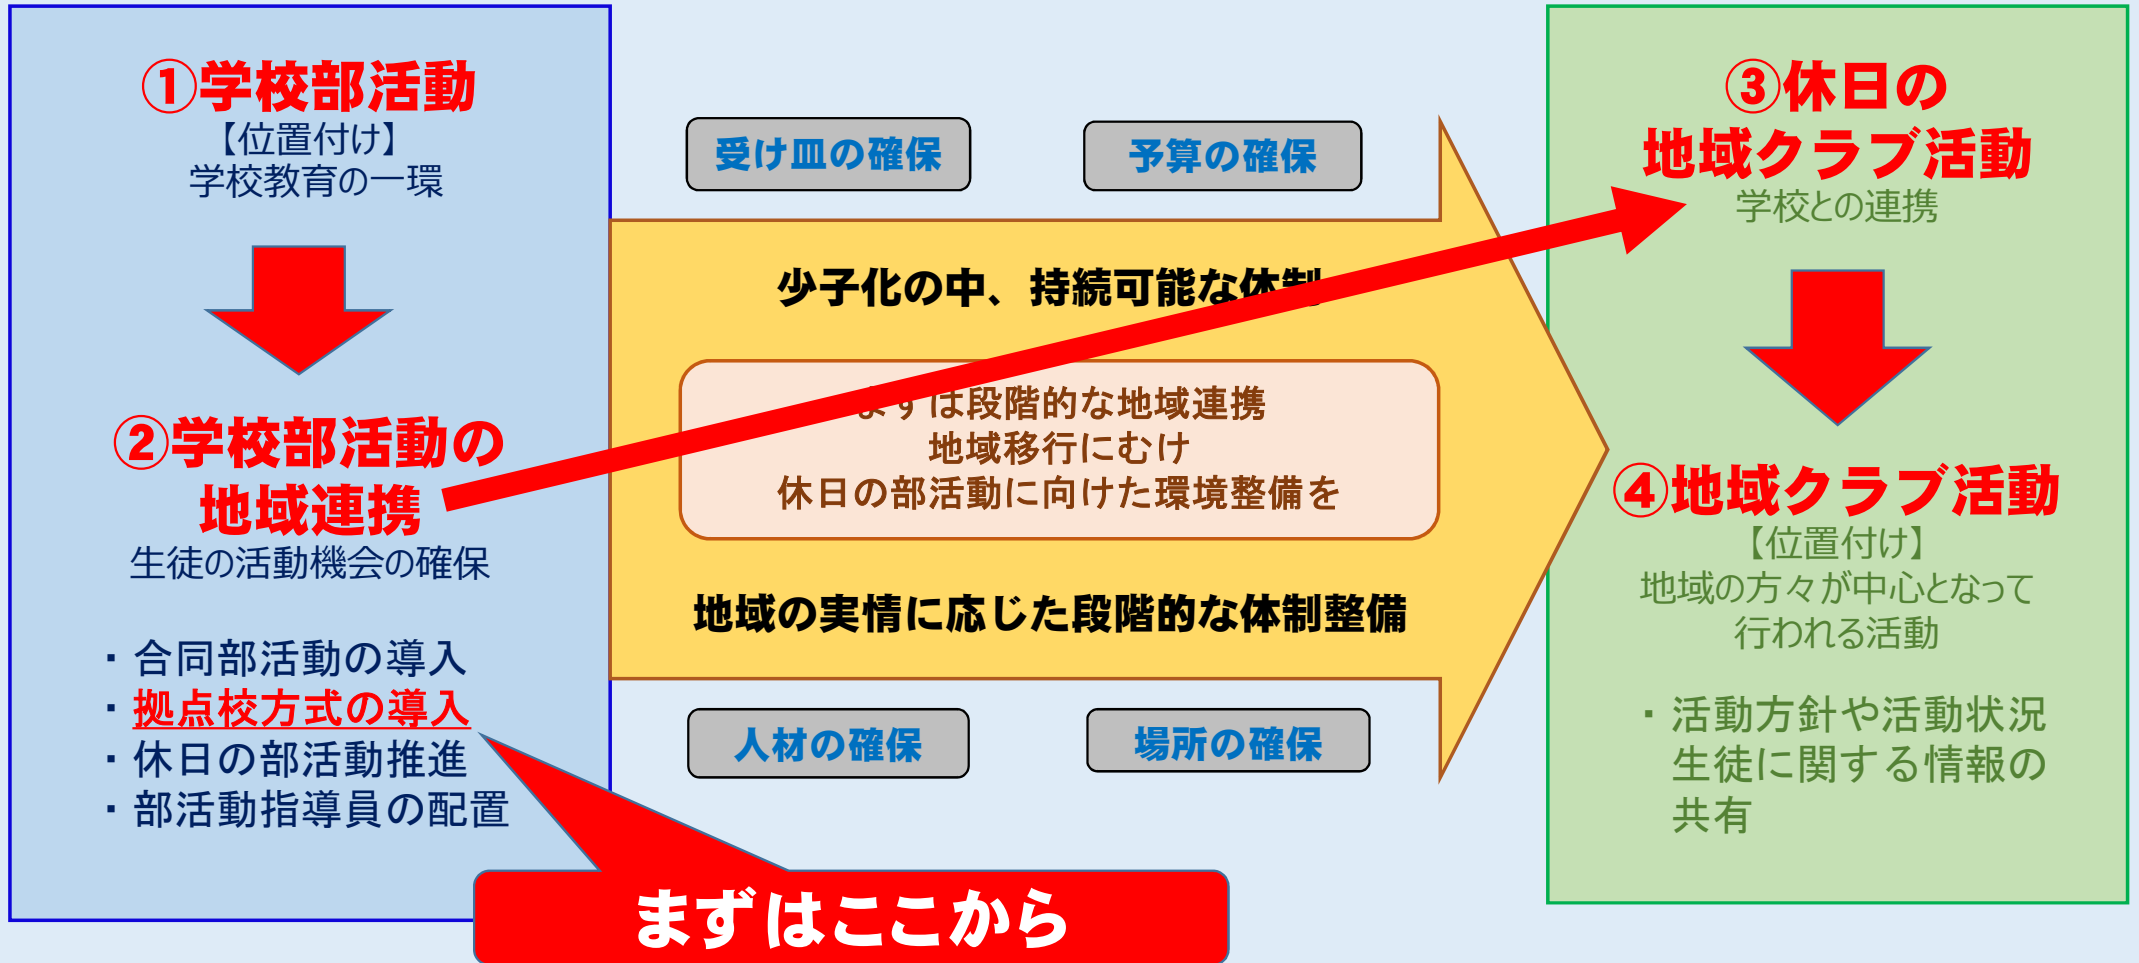 ①学校部活動
【位置付け】
学校教育の一環
②学校部活動の
地域連携
生徒の活動機会の確保
・合同部活動の導入
・拠点校方式の導入
・休日の部活動推進
・部活動指導員の配置
まずはここから
受け皿の確保
予算の確保
少子化の中、持続可能な体制
まずは段階的な地域連携
地域移行にむけ
休日の部活動に向けた環境整備を
地域の実情に応じた段階的な体制整備
人材の確保
場所の確保
③休日の
地域クラブ活動
学校との連携
④地域クラブ活動
【位置付け】
地域の方々が中心となって
行われる活動
・活動方針や活動状況
生徒に関する情報の
共有